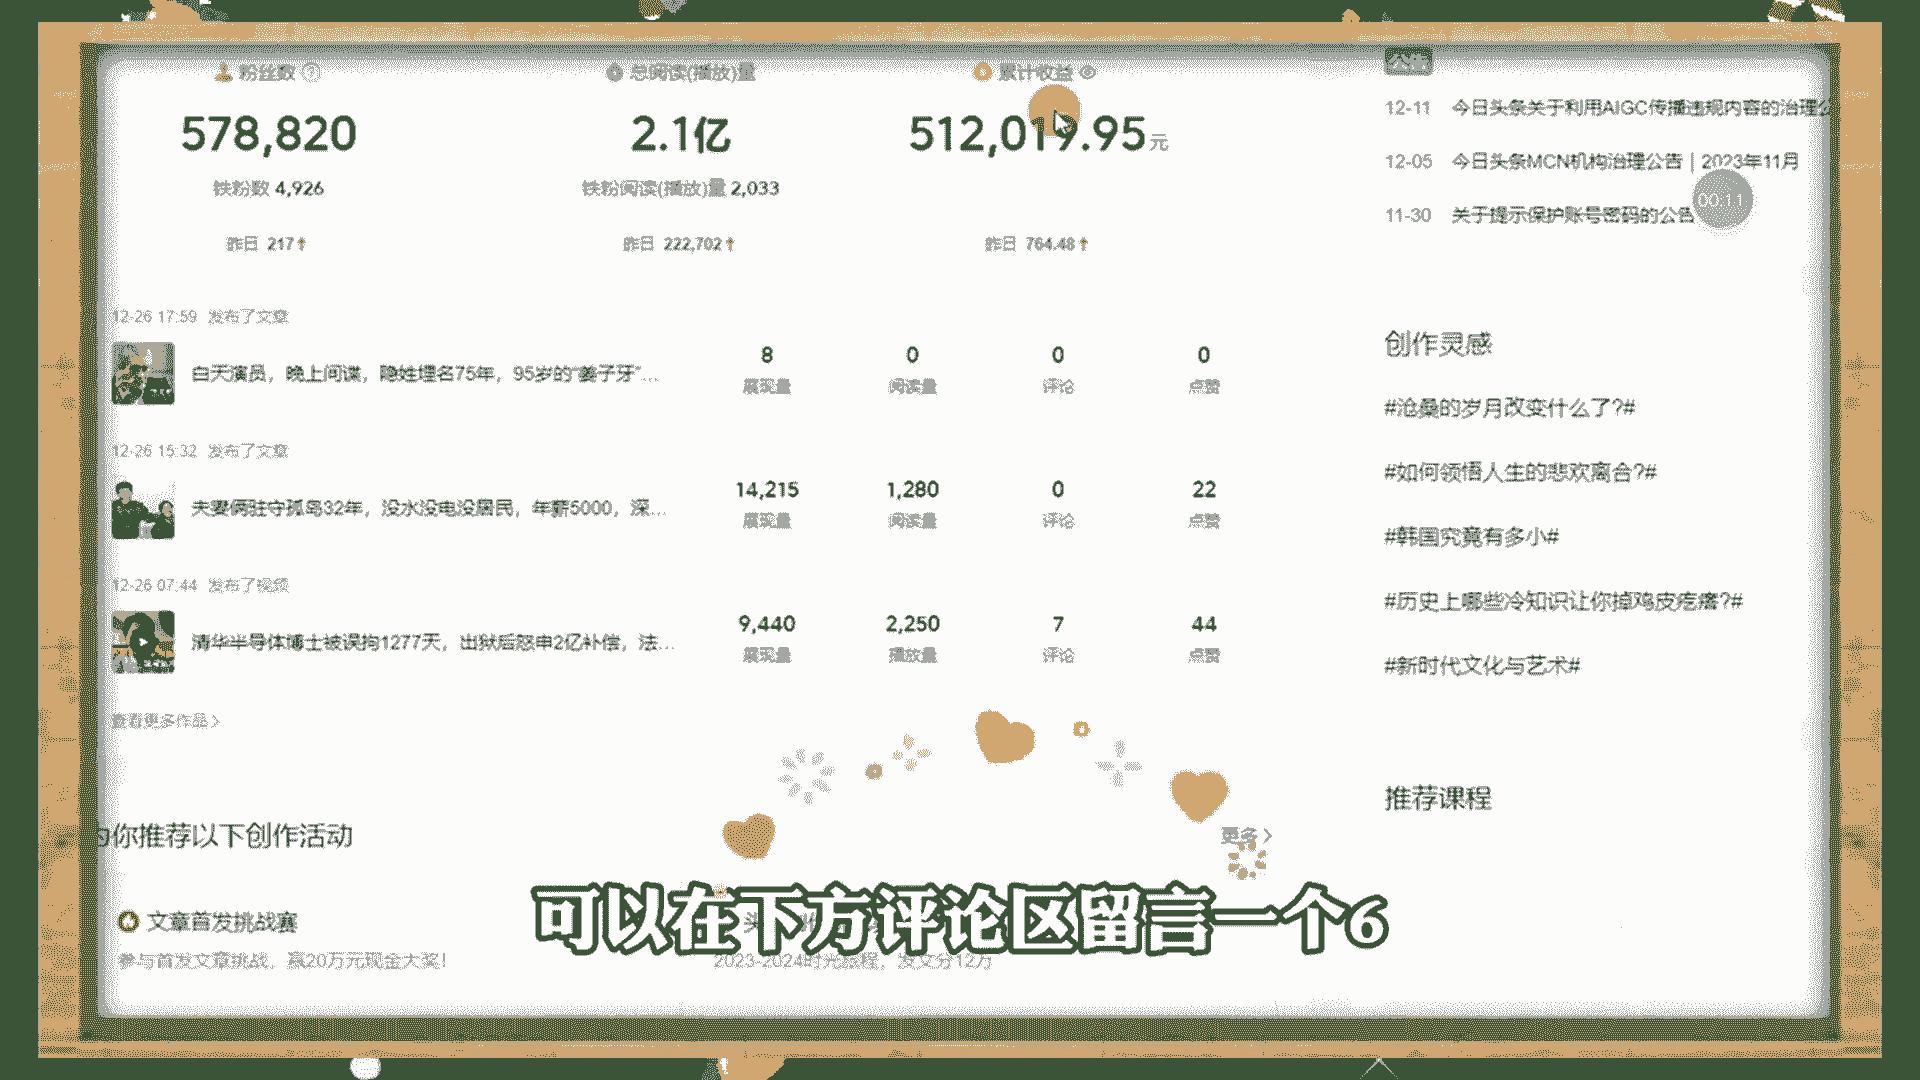 粉丝数
578,820
铁粉数 4,926
昨日 217
总阅读(播放)量
2.1亿
铁粉阅读(播放)量 2,033
昨日 222,702
累计收益
512,019.95元
昨日 764.48
公告
12-11 今日头条关于利用AIGC传播违规内容的治理公
12-05 今日头条MCN机构治理公告 | 2023年11月
11-30 关于提示保护账号密码的公告
00:11
12-26 17:59 发布了文章
白天演员，晚上间谍，隐姓埋名75年，95岁的"姜子牙"...
8 展现量
0 阅读量
0 评论
0 点赞
12-26 15:32 发布了文章
夫妻俩驻守孤岛32年，没水没电没居民，年薪5000，深...
14,215 展现量
1,280 阅读量
0 评论
22 点赞
12-26 07:44 发布了视频
清华半导体博士被误拘1277天，出狱后怒申2亿补偿，法...
9,440 展现量
2,250 播放量
7 评论
44 点赞
查看更多作品
创作灵感
#沧桑的岁月改变什么了?#
#如何领悟人生的悲欢离合?#
#韩国究竟有多小#
#历史上哪些冷知识让你掉鸡皮疙瘩?#
#新时代文化与艺术#
推荐课程
为你推荐以下创作活动
更多
文章首发挑战赛
参与首发文章挑战，赢20万元现金大奖！
2023-2024时光旅程，发文分12万
可以在下方评论区留言一个6